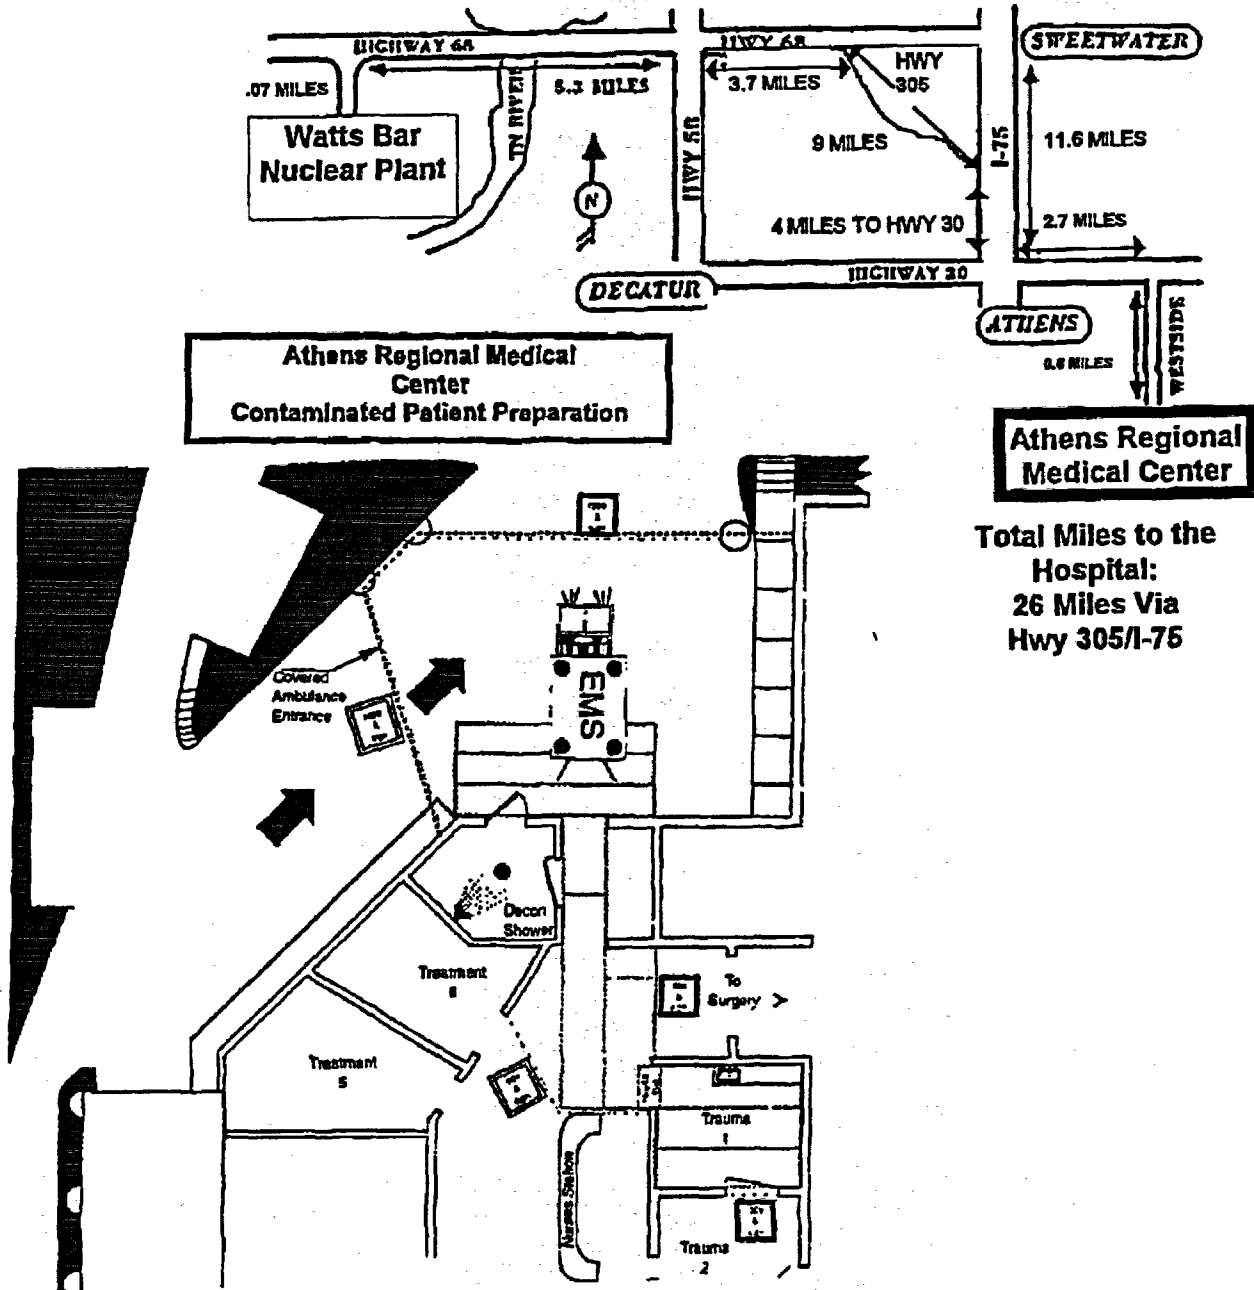 HIGHWAY 68
HWY 68
SWEETWATER
.07 MILES
5.3 MILES
3.7 MILES
HWY
305
Watts Bar
Nuclear Plant
TN RIVER
N
HWY 58
9 MILES
I-75
11.6 MILES
4 MILES TO HWY 30
2.7 MILES
HIGHWAY 30
DECATUR
ATHENS
WESTSIDE
0.6 MILES
Athens Regional Medical
Center
Contaminated Patient Preparation
Athens Regional
Medical Center
Total Miles to the
Hospital:
26 Miles Via
Hwy 305/I-75
Covered
Ambulance
Entrance
EMS
Decon
Shower
Treatment
6
To
Surgery >
Treatment
5
Trauma
1
Nurses Station
Trauma
2